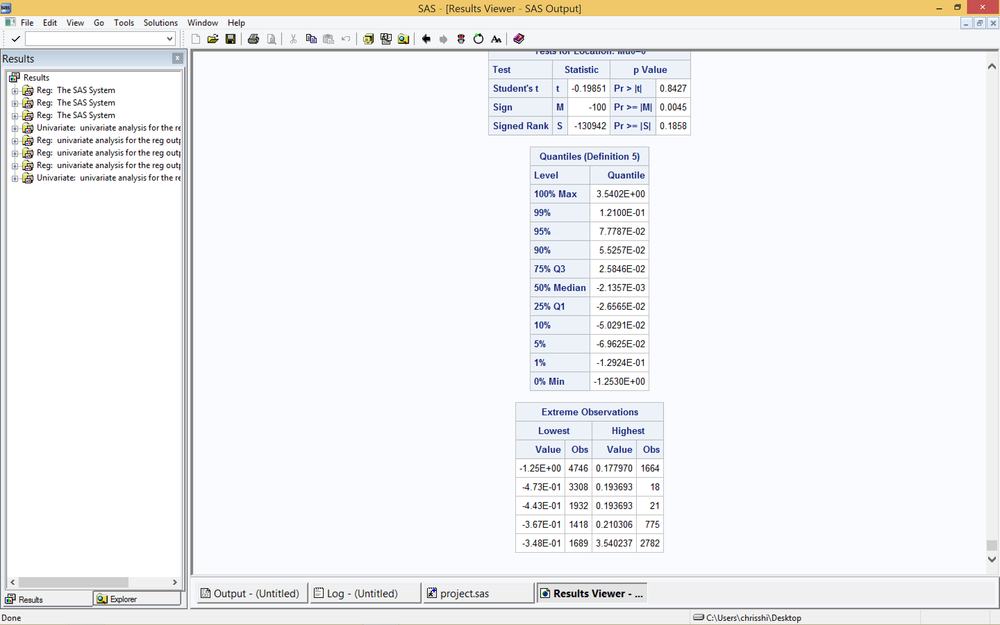 SAS - [Results Viewer - SAS Output]
File Edit View Go Tools Solutions Window Help
Results
Results
Reg: The SAS System
Reg: The SAS System
Reg: The SAS System
Univariate: univariate analysis for the re
Reg: univariate analysis for the reg outp
Reg: univariate analysis for the reg outp
Reg: univariate analysis for the reg outp
Univariate: univariate analysis for the re
Results Explorer
Tests for Location: Mu0=0
Test Statistic p Value
Student's t t -0.19851 Pr > |t| 0.8427
Sign M -100 Pr >= |M| 0.0045
Signed Rank S -130942 Pr >= |S| 0.1858
Quantiles (Definition 5)
Level Quantile
100% Max 3.5402E+00
99% 1.2100E-01
95% 7.7787E-02
90% 5.5257E-02
75% Q3 2.5846E-02
50% Median -2.1357E-03
25% Q1 -2.6565E-02
10% -5.0291E-02
5% -6.9625E-02
1% -1.2924E-01
0% Min -1.2530E+00
Extreme Observations
Lowest Highest
Value Obs Value Obs
-1.25E+00 4746 0.177970 1664
-4.73E-01 3308 0.193693 18
-4.43E-01 1932 0.193693 21
-3.67E-01 1418 0.210306 775
-3.48E-01 1689 3.540237 2782
Output - (Untitled) Log - (Untitled) project.sas Results Viewer - ...
Done C:\Users\chrisshi\Desktop